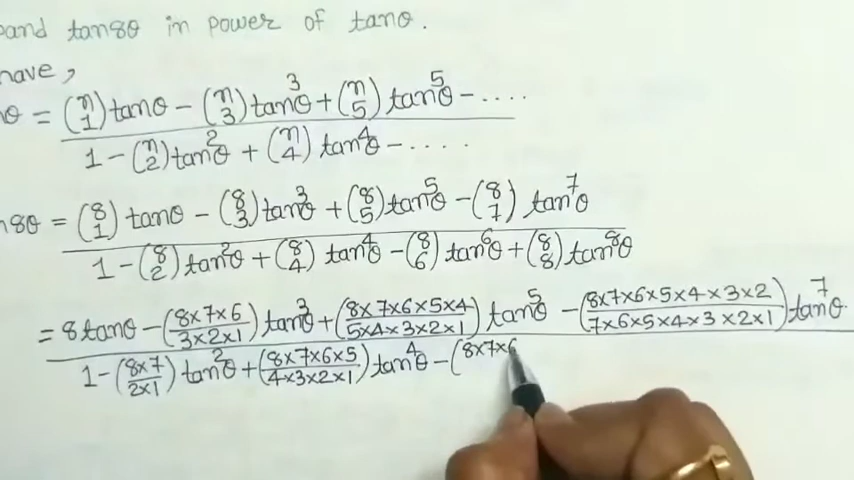 pand tan8θ in power of tanθ.
have,
nθ = (n 1) tanθ - (n 3) tan³θ + (n 5) tan⁵θ - ....
1 - (n 2) tan²θ + (n 4) tan⁴θ - ....
n8θ = (8 1) tanθ - (8 3) tan³θ + (8 5) tan⁵θ - (8 7) tan⁷θ
1 - (8 2) tan²θ + (8 4) tan⁴θ - (8 6) tan⁶θ + (8 8) tan⁸θ
= 8tanθ - (8×7×6 / 3×2×1) tan³θ + (8×7×6×5×4 / 5×4×3×2×1) tan⁵θ - (8×7×6×5×4×3×2 / 7×6×5×4×3×2×1) tan⁷θ
1 - (8×7 / 2×1) tan²θ + (8×7×6×5 / 4×3×2×1) tan⁴θ - (8×7×6